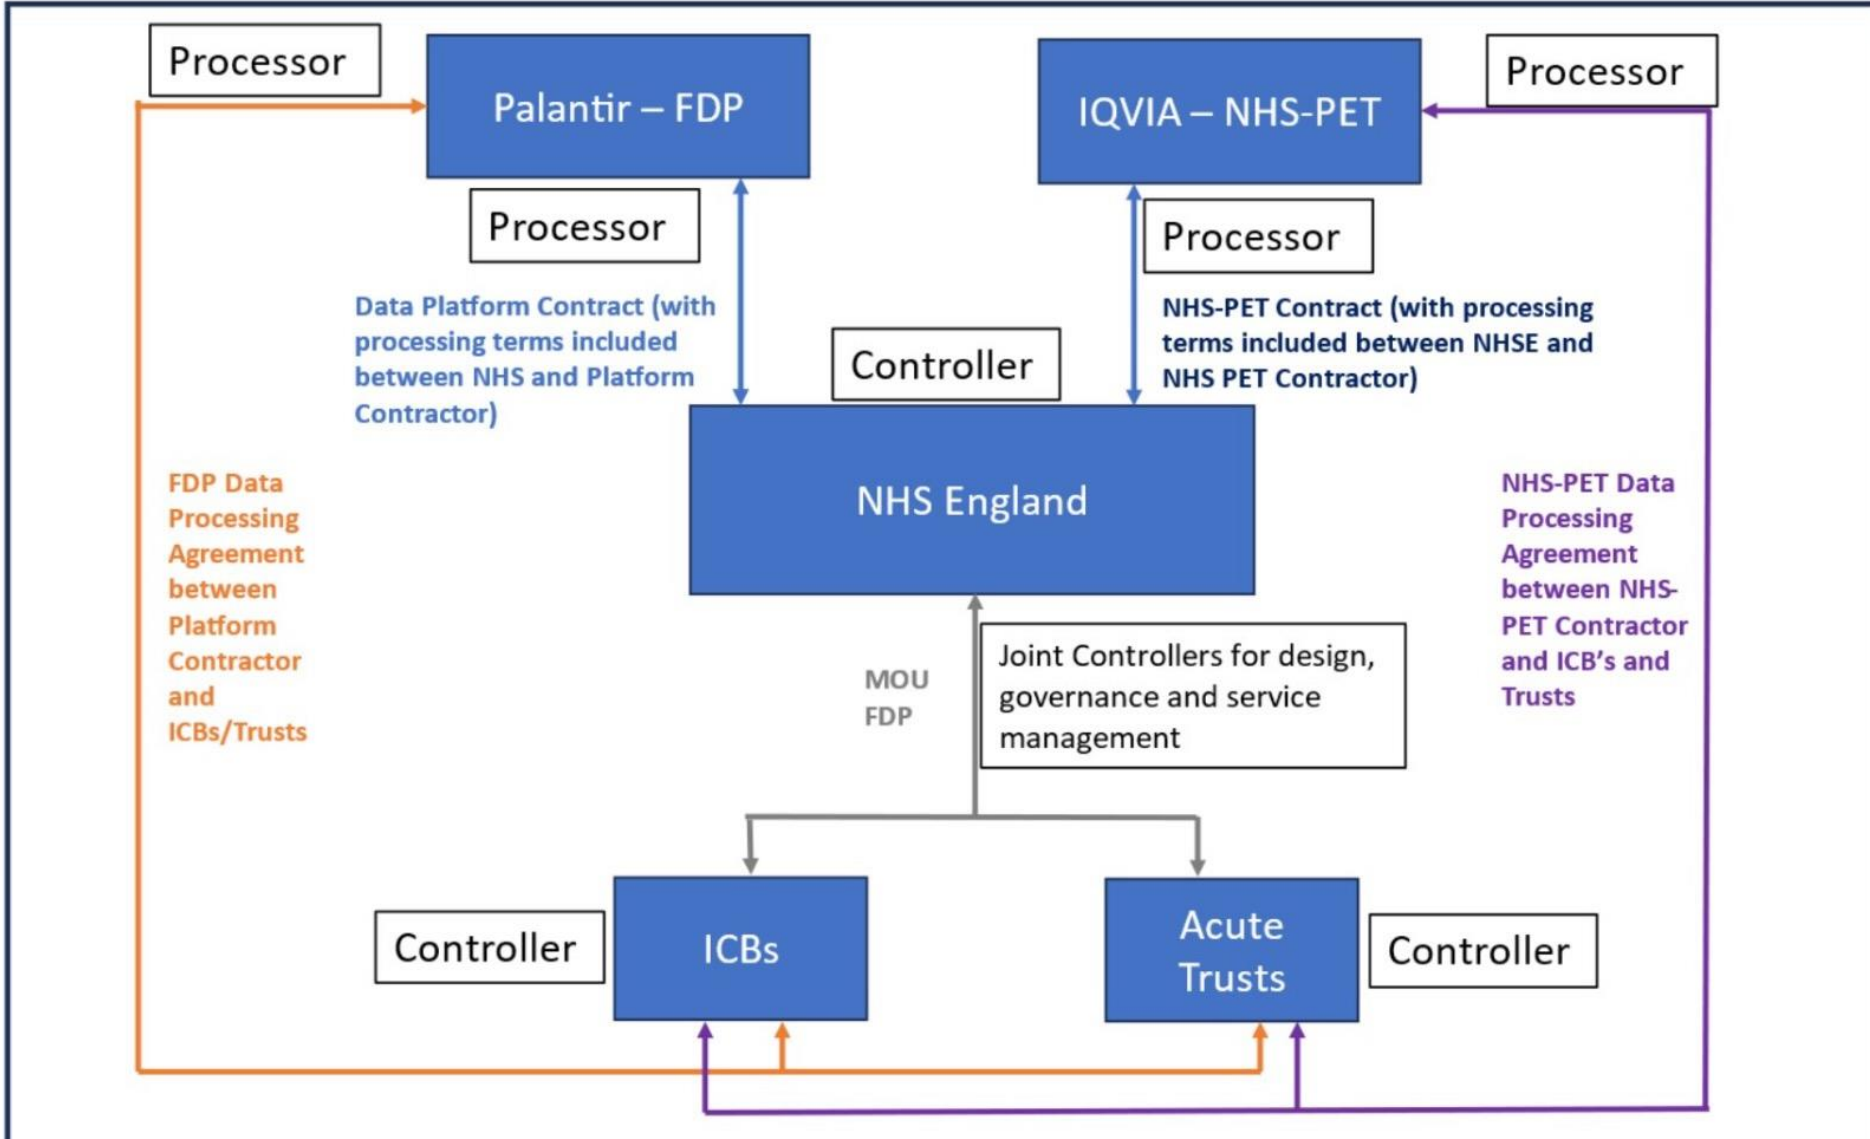 Processor
Palantir – FDP
IQVIA – NHS-PET
Processor
Processor
Processor
Data Platform Contract (with
processing terms included
between NHS and Platform
Contractor)
Controller
NHS-PET Contract (with processing
terms included between NHSE and
NHS PET Contractor)
NHS England
FDP Data
Processing
Agreement
between
Platform
Contractor
and
ICBs/Trusts
MOU
FDP
Joint Controllers for design,
governance and service
management
NHS-PET Data
Processing
Agreement
between NHS-
PET Contractor
and ICB’s and
Trusts
Controller
ICBs
Acute
Trusts
Controller